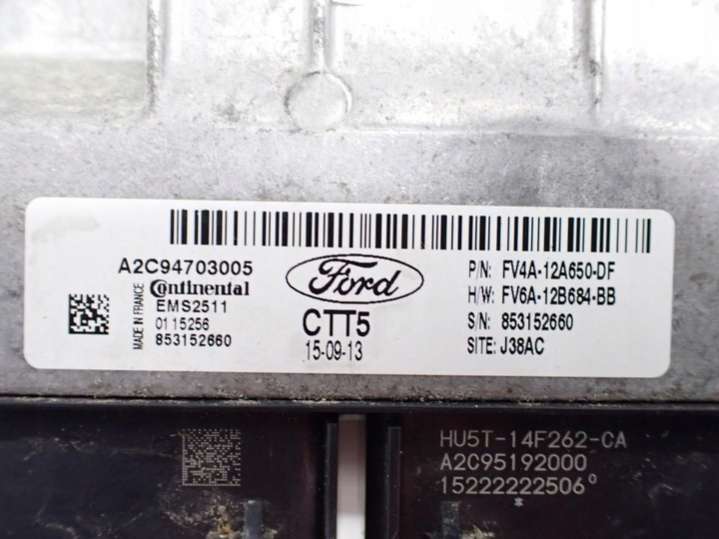 A2C94703005
Continental
EMS2511
0115256
853152660
MADE IN FRANCE
Ford
CTT5
15-09-13
P/N: FV4A-12A650-DF
H/W: FV6A-12B684-BB
S/N: 853152660
SITE: J38AC
HU5T-14F262-CA
A2C95192000
15222222506°
*